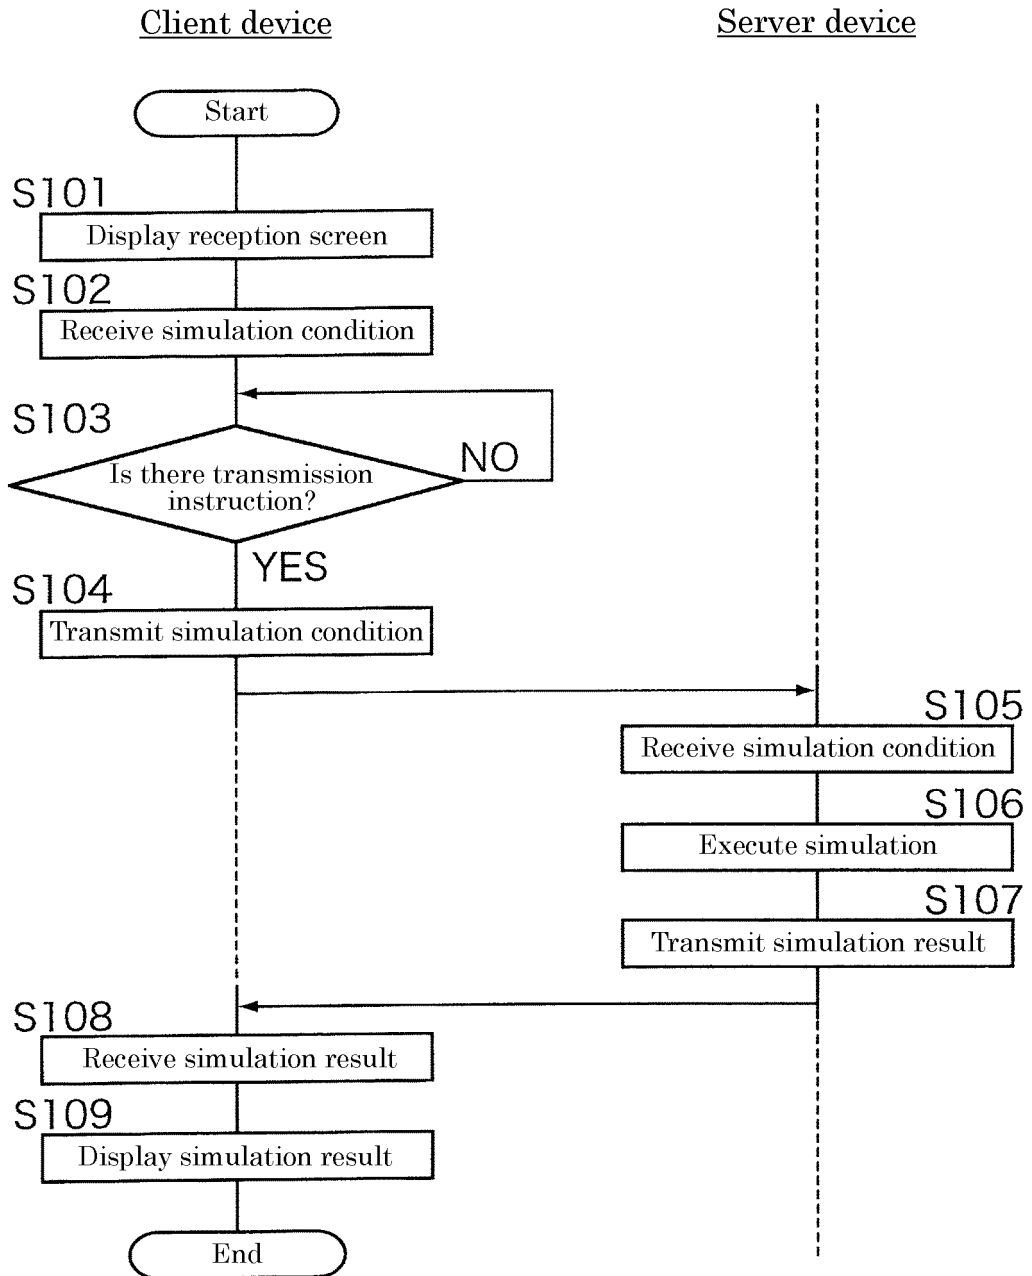 Client device
Server device
Start
S101
Display reception screen
S102
Receive simulation condition
S103
Is there transmission
instruction?
NO
YES
S104
Transmit simulation condition
S105
Receive simulation condition
S106
Execute simulation
S107
Transmit simulation result
S108
Receive simulation result
S109
Display simulation result
End